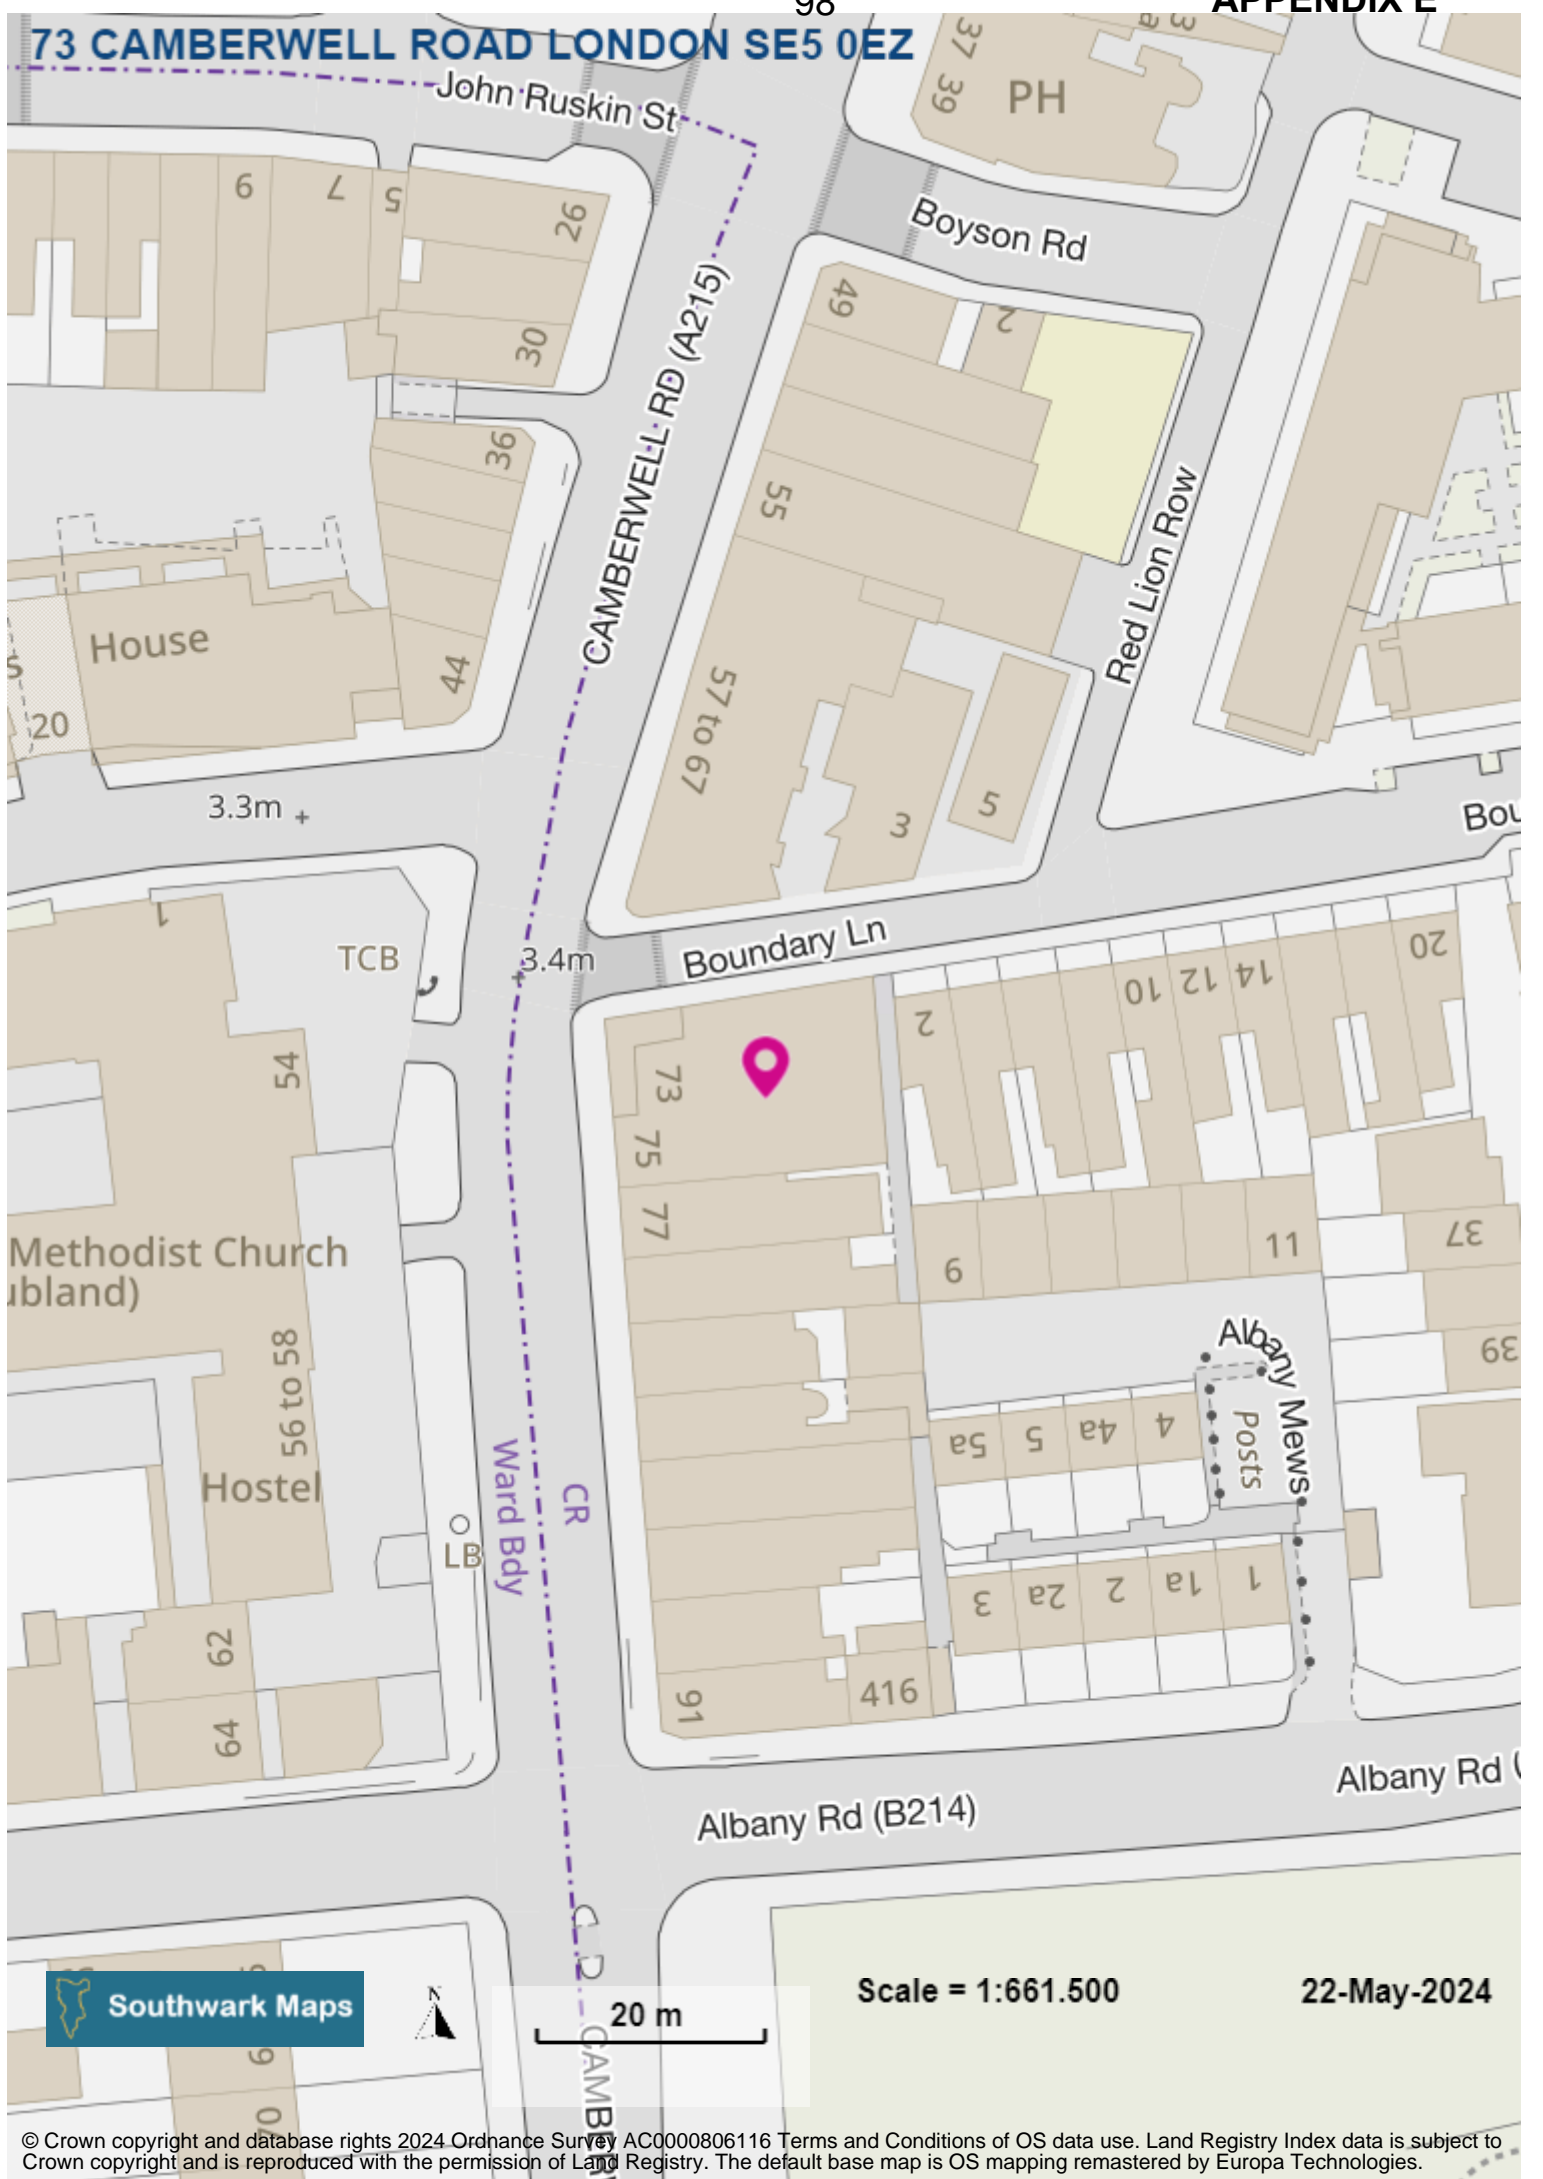 98
APPENDIX E
73 CAMBERWELL ROAD LONDON SE5 0EZ
John Ruskin St
37
39
PH
9
7
5
26
30
Boyson Rd
49
2
CAMBERWELL RD (A215)
36
55
Red Lion Row
House
44
20
57 to 67
3.3m
3
5
Bou
1
TCB
3.4m
Boundary Ln
2
10
12
14
20
54
73
75
77
Methodist Church
ubland)
9
11
37
39
Albany Mews
Posts
56 to 58
Hostel
5a
5
4a
4
Ward Bdy
CR
LB
3
2a
2
1a
1
62
64
91
416
Albany Rd (B214)
Albany Rd (
Southwark Maps
N
20 m
Scale = 1:661.500
22-May-2024
70
CAMBER
© Crown copyright and database rights 2024 Ordnance Survey AC0000806116 Terms and Conditions of OS data use. Land Registry Index data is subject to
Crown copyright and is reproduced with the permission of Land Registry. The default base map is OS mapping remastered by Europa Technologies.